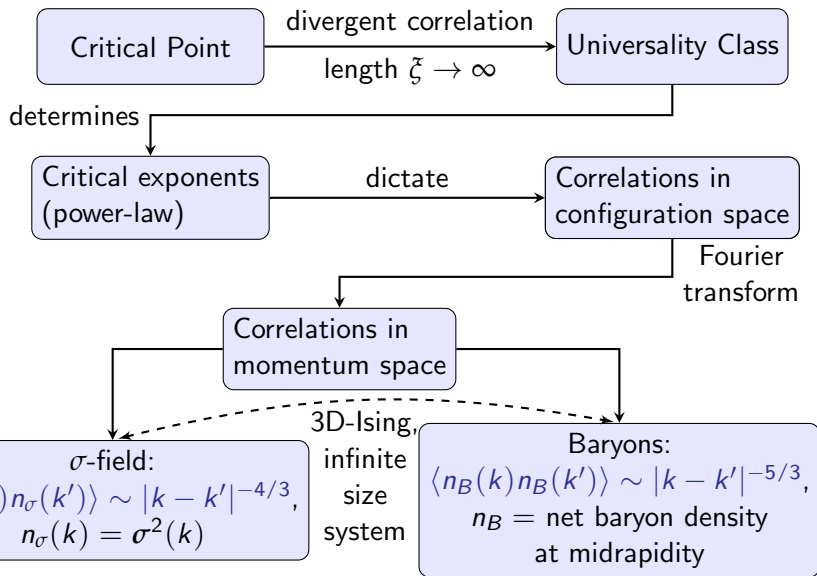 Critical Point
divergent correlation
length ξ → ∞
Universality Class
determines
Critical exponents
(power-law)
dictate
Correlations in
configuration space
Fourier
transform
Correlations in
momentum space
3D-Ising,
infinite
size
system
σ-field:
)n_σ(k′)⟩ ∼ |k − k′|^{−4/3},
n_σ(k) = σ²(k)
Baryons:
⟨n_B(k)n_B(k′)⟩ ∼ |k − k′|^{−5/3},
n_B = net baryon density
at midrapidity